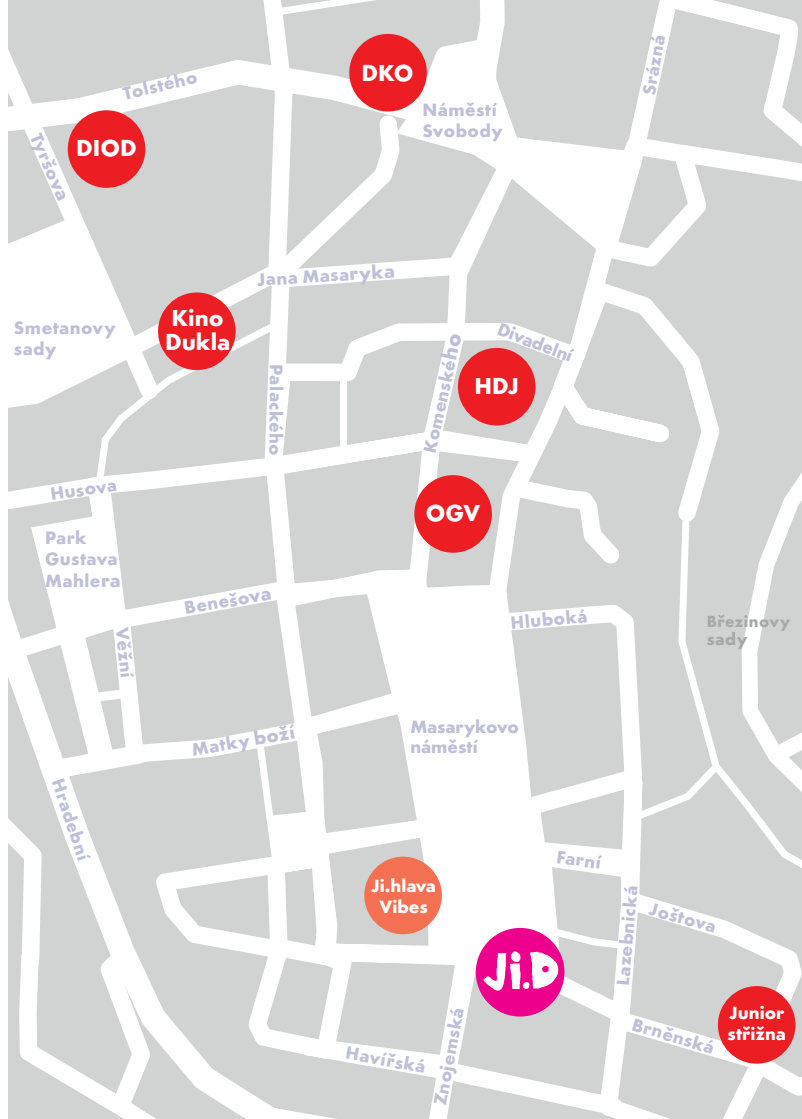 DKO
Srázná
Tolstého
Náměstí
Svobody
DIOD
Tyršova
Jana Masaryka
Kino
Dukla
Smetanovy
sady
Divadelní
HDJ
Komenského
Palackého
Husova
OGV
Park
Gustava
Mahlera
Benešova
Hluboká
Březinovy
sady
Věžní
Matky boží
Masarykovo
náměstí
Hradební
Farní
Ji.hlava
Vibes
Joštova
Lazebnická
Ji.D
Junior
střižna
Brněnská
Znojemská
Havířská